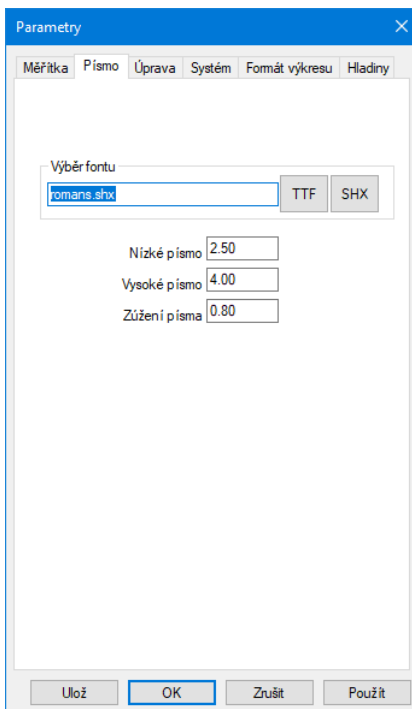 Parametry
Měřítka Písmo Úprava Systém Formát výkresu Hladiny
Výběr fontu
romans.shx TTF SHX
Nízké písmo 2.50
Vysoké písmo 4.00
Zúžení písma 0.80
Ulož OK Zrušit Použít